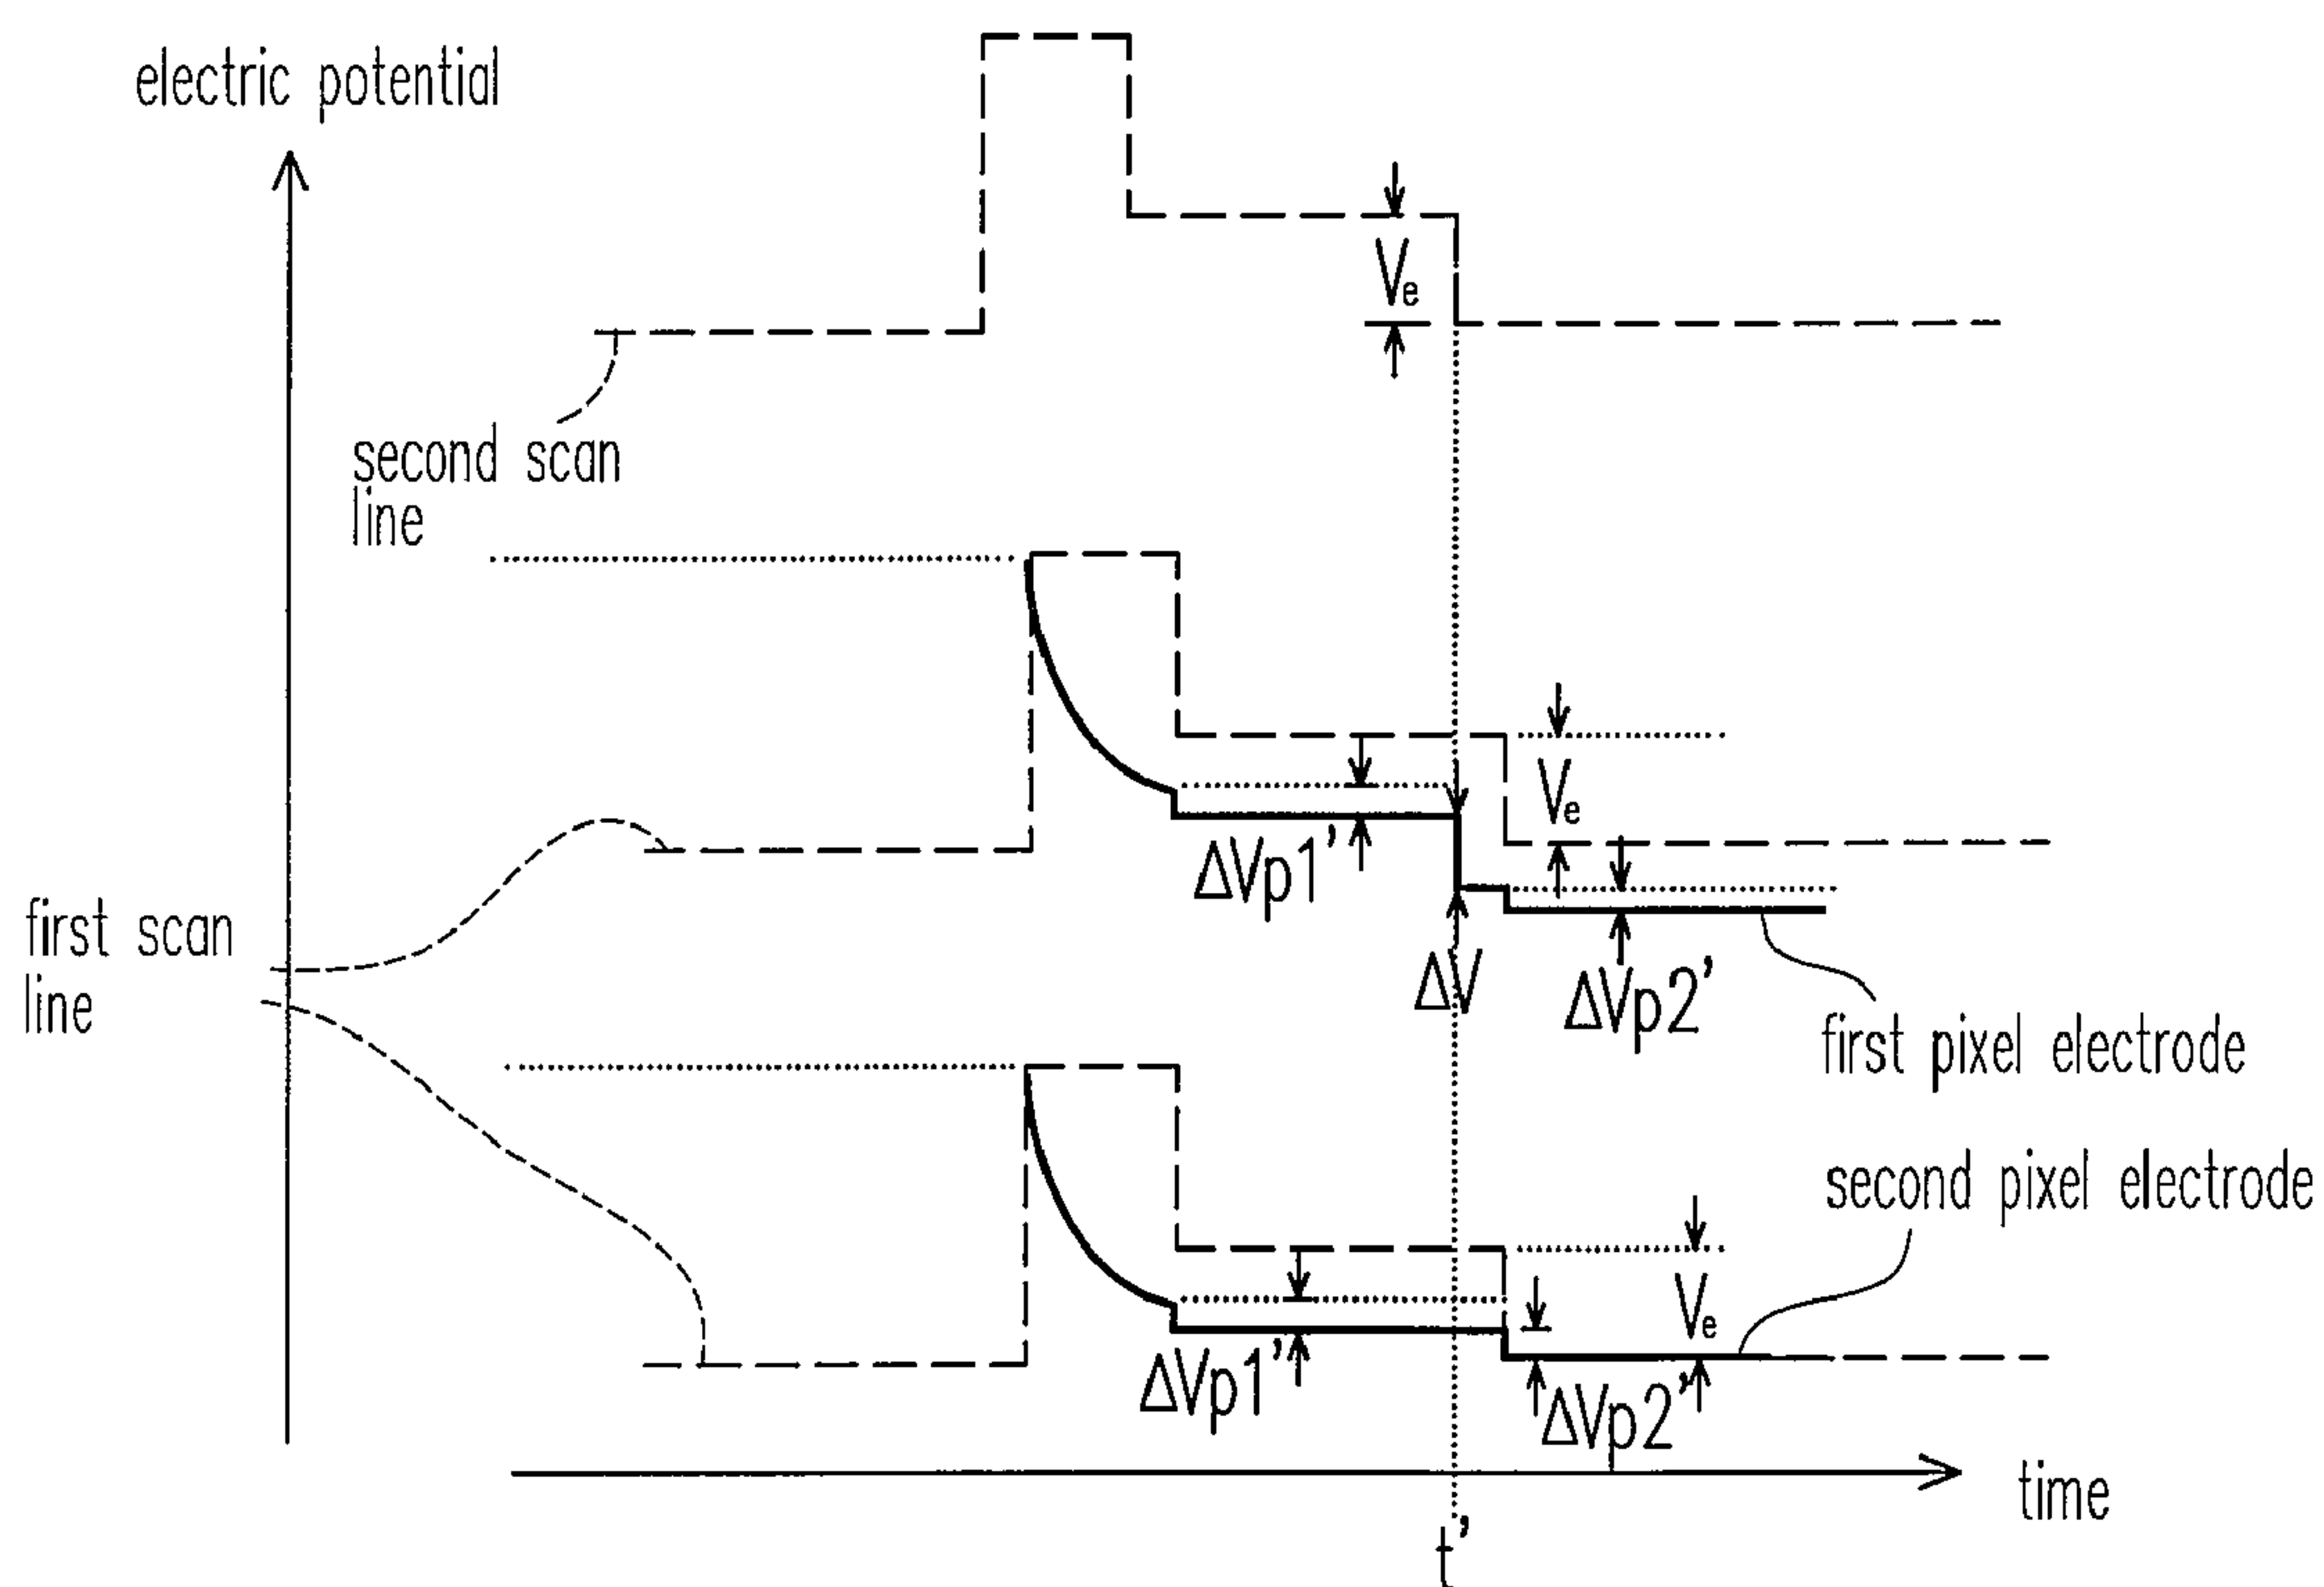 electric potential
Ve
second scan
line
Ve
ΔVp1'
first scan
line
ΔV
ΔVp2'
first pixel electrode
second pixel electrode
Ve
ΔVp1'
ΔVp2'
time
t'